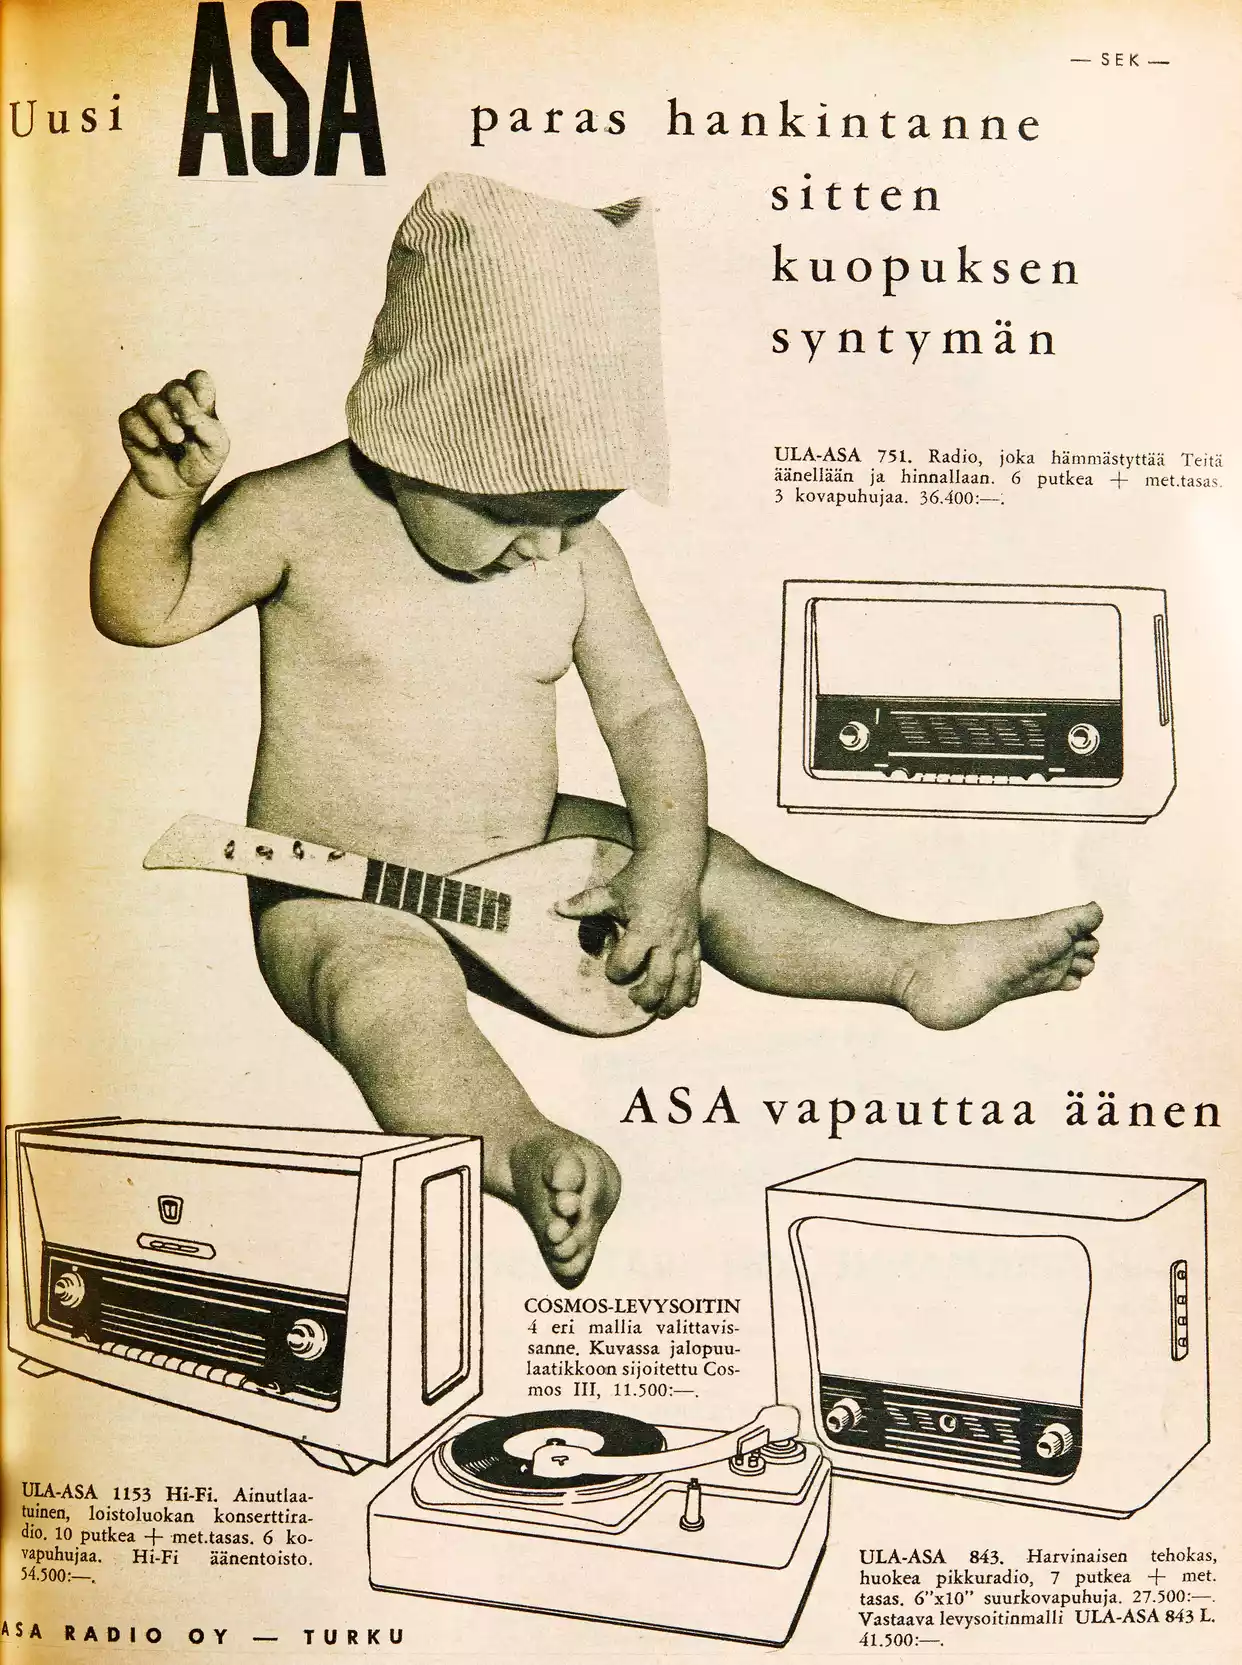 — SEK —
Uusi ASA paras hankintanne
sitten
kuopuksen
syntymän
ULA-ASA 751. Radio, joka hämmästyttää Teitä
äänellään ja hinnallaan. 6 putkea + met.tasas.
3 kovapuhujaa. 36.400:—.
ASA vapauttaa äänen
COSMOS-LEVYSOITIN
4 eri mallia valittavis-
sanne. Kuvassa jalopuu-
laatikkoon sijoitettu Cos-
mos III, 11.500:—.
ULA-ASA 1153 Hi-Fi. Ainutlaa-
tuinen, loistoluokan konserttira-
dio. 10 putkea + met.tasas. 6 ko-
vapuhujaa. Hi-Fi äänentoisto.
54.500:—.
ULA-ASA 843. Harvinaisen tehokas,
huokea pikkuradio, 7 putkea + met.
tasas. 6”x10” suurkovapuhuja. 27.500:—.
Vastaava levysoitinmalli ULA-ASA 843 L.
41.500:—.
ASA RADIO OY — TURKU